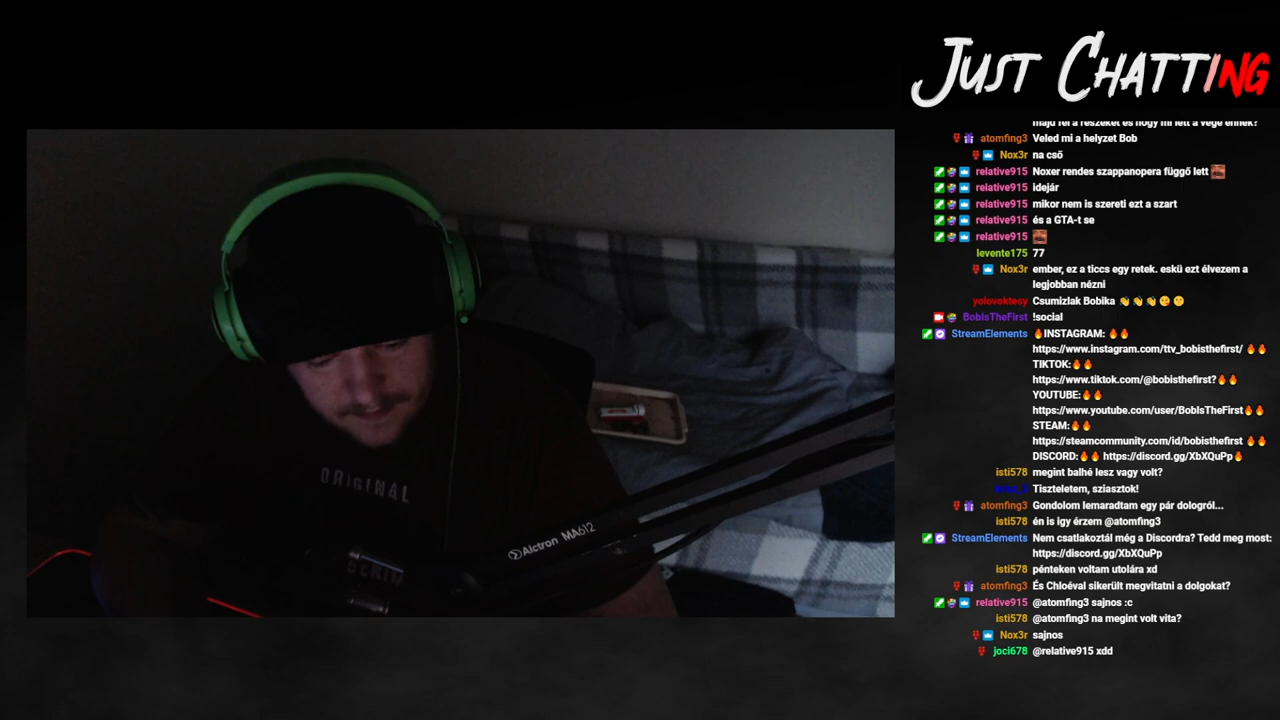 JUST CHATTING
majd fel a részeket és hogy mi lett a vége ennek?
atomfing3 Veled mi a helyzet Bob
Nox3r na cső
relative915 Noxer rendes szappanopera függő lett
relative915 idejár
relative915 mikor nem is szereti ezt a szart
relative915 és a GTA-t se
relative915
levente175 77
Nox3r ember, ez a ticcs egy retek. eskü ezt élvezem a
legjobban nézni
yolovoktesy Csumizlak Bobika 👏👏👏😘😗
BobIsTheFirst !social
StreamElements 🔥INSTAGRAM: 🔥🔥
https://www.instagram.com/ttv_bobisthefirst/ 🔥🔥
TIKTOK:🔥🔥
https://www.tiktok.com/@bobisthefirst?🔥🔥
YOUTUBE:🔥🔥
https://www.youtube.com/user/BobIsTheFirst🔥🔥
STEAM:🔥🔥
https://steamcommunity.com/id/bobisthefirst 🔥🔥
DISCORD:🔥🔥 https://discord.gg/XbXQuPp🔥
isti578 megint balhé lesz vagy volt?
Tiszteletem, sziasztok!
atomfing3 Gondolom lemaradtam egy pár dologról...
isti578 én is igy érzem @atomfing3
StreamElements Nem csatlakoztál még a Discordra? Tedd meg most:
https://discord.gg/XbXQuPp
isti578 pénteken voltam utolára xd
atomfing3 És Chloéval sikerült megvitatni a dolgokat?
relative915 @atomfing3 sajnos :c
isti578 @atomfing3 na megint volt vita?
Nox3r sajnos
joci678 @relative915 xdd
ORIGINAL
DENIM
Alctron MA612